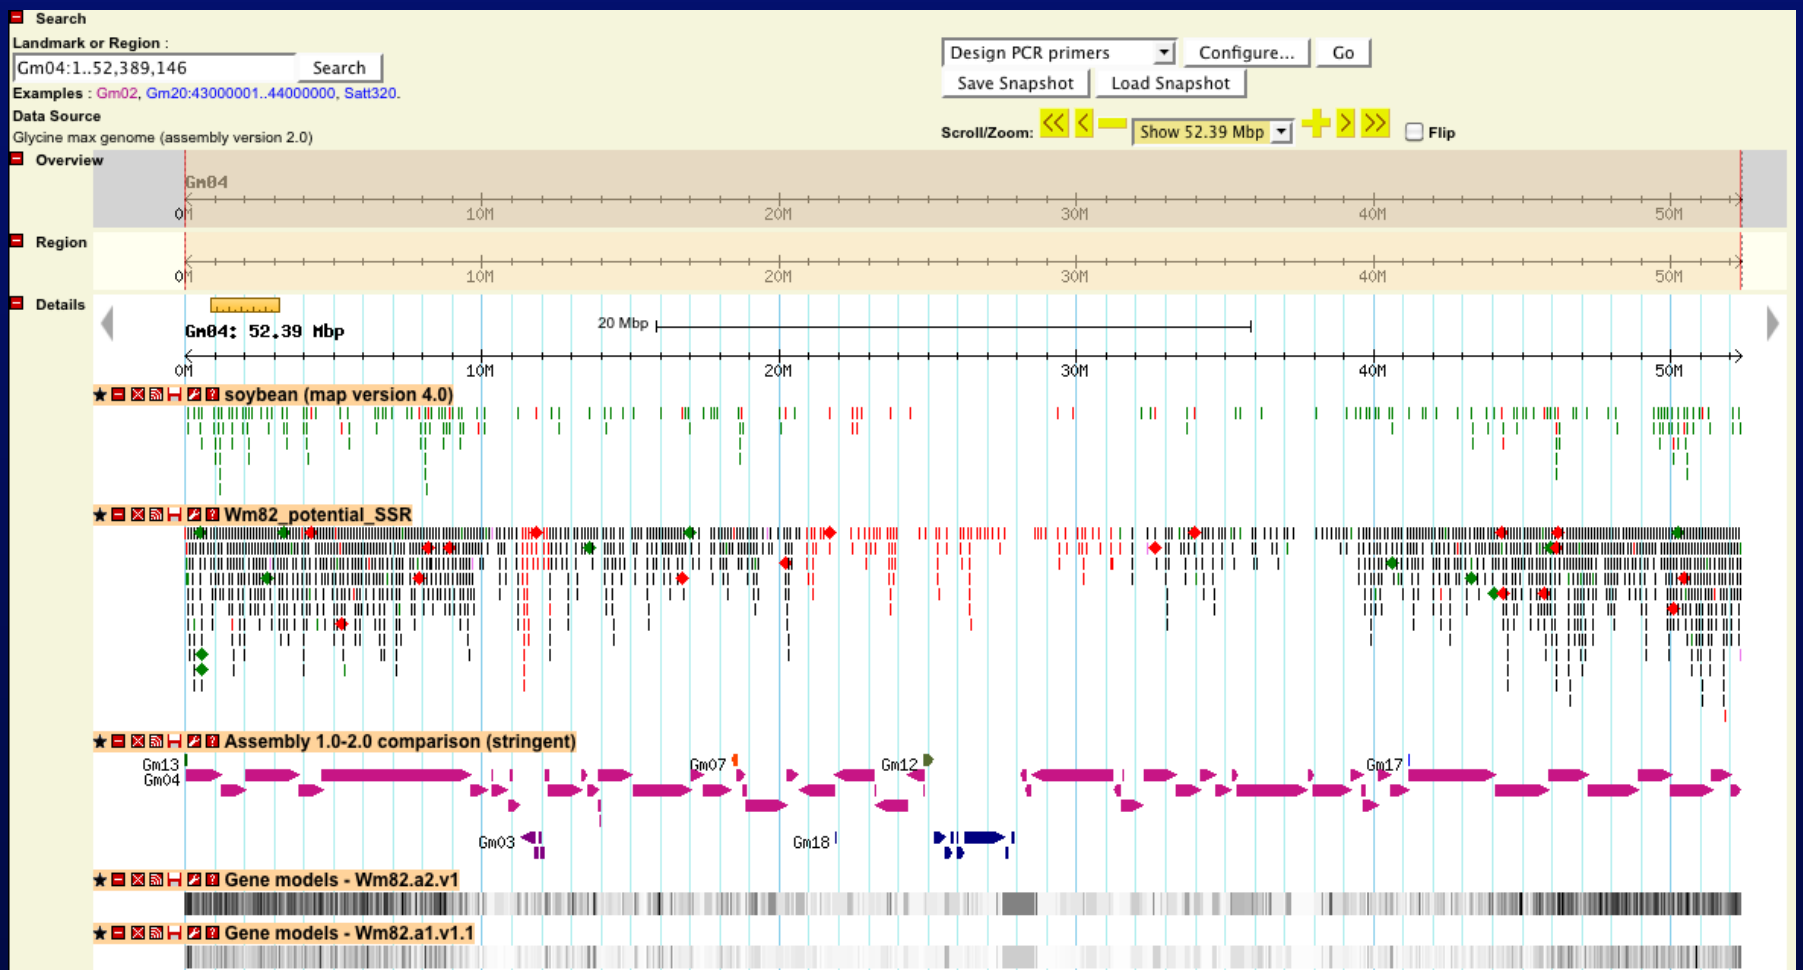 Search
Landmark or Region :
Gm04:1..52,389,146 Search
Examples : Gm02, Gm20:43000001..44000000, Satt320.
Data Source
Glycine max genome (assembly version 2.0)
Design PCR primers Configure... Go
Save Snapshot Load Snapshot
Scroll/Zoom: << < Show 52.39 Mbp > >> Flip
Overview
Gm04
0M 10M 20M 30M 40M 50M
Region
0M 10M 20M 30M 40M 50M
Details
20 Mbp
Gm04: 52.39 Mbp
0M 10M 20M 30M 40M 50M
soybean (map version 4.0)
Wm82_potential_SSR
Assembly 1.0-2.0 comparison (stringent)
Gm13 Gm07 Gm12 Gm17
Gm04
Gm03 Gm18
Gene models - Wm82.a2.v1
Gene models - Wm82.a1.v1.1